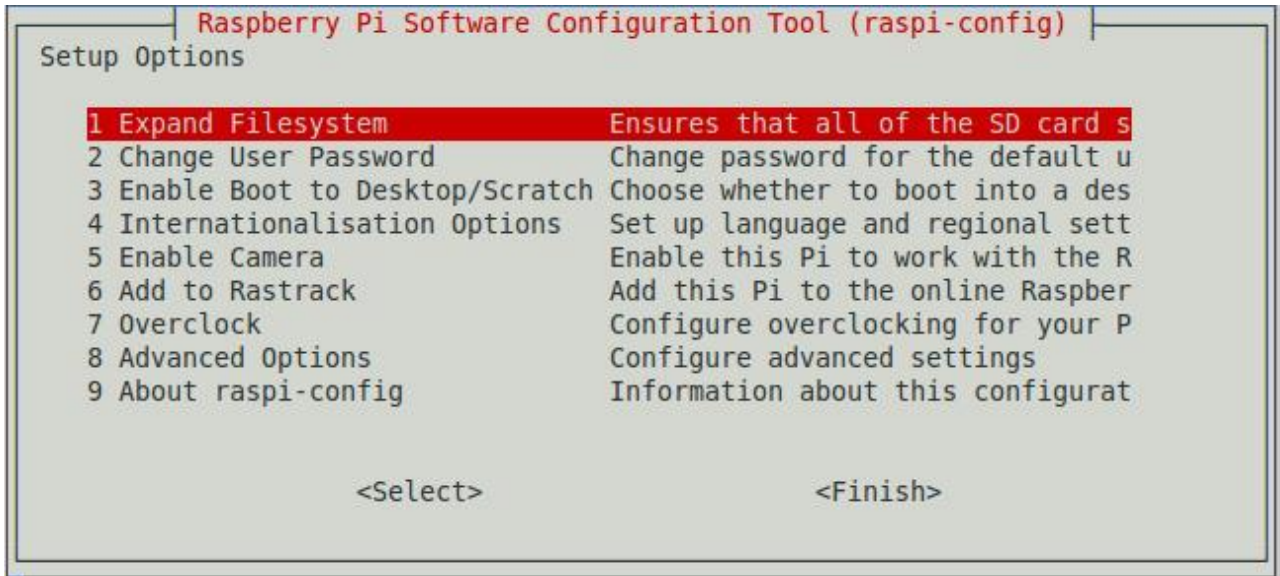 Raspberry Pi Software Configuration Tool (raspi-config)
Setup Options
1 Expand Filesystem Ensures that all of the SD card s
2 Change User Password Change password for the default u
3 Enable Boot to Desktop/Scratch Choose whether to boot into a des
4 Internationalisation Options Set up language and regional sett
5 Enable Camera Enable this Pi to work with the R
6 Add to Rastrack Add this Pi to the online Raspber
7 Overclock Configure overclocking for your P
8 Advanced Options Configure advanced settings
9 About raspi-config Information about this configurat
<Select> <Finish>